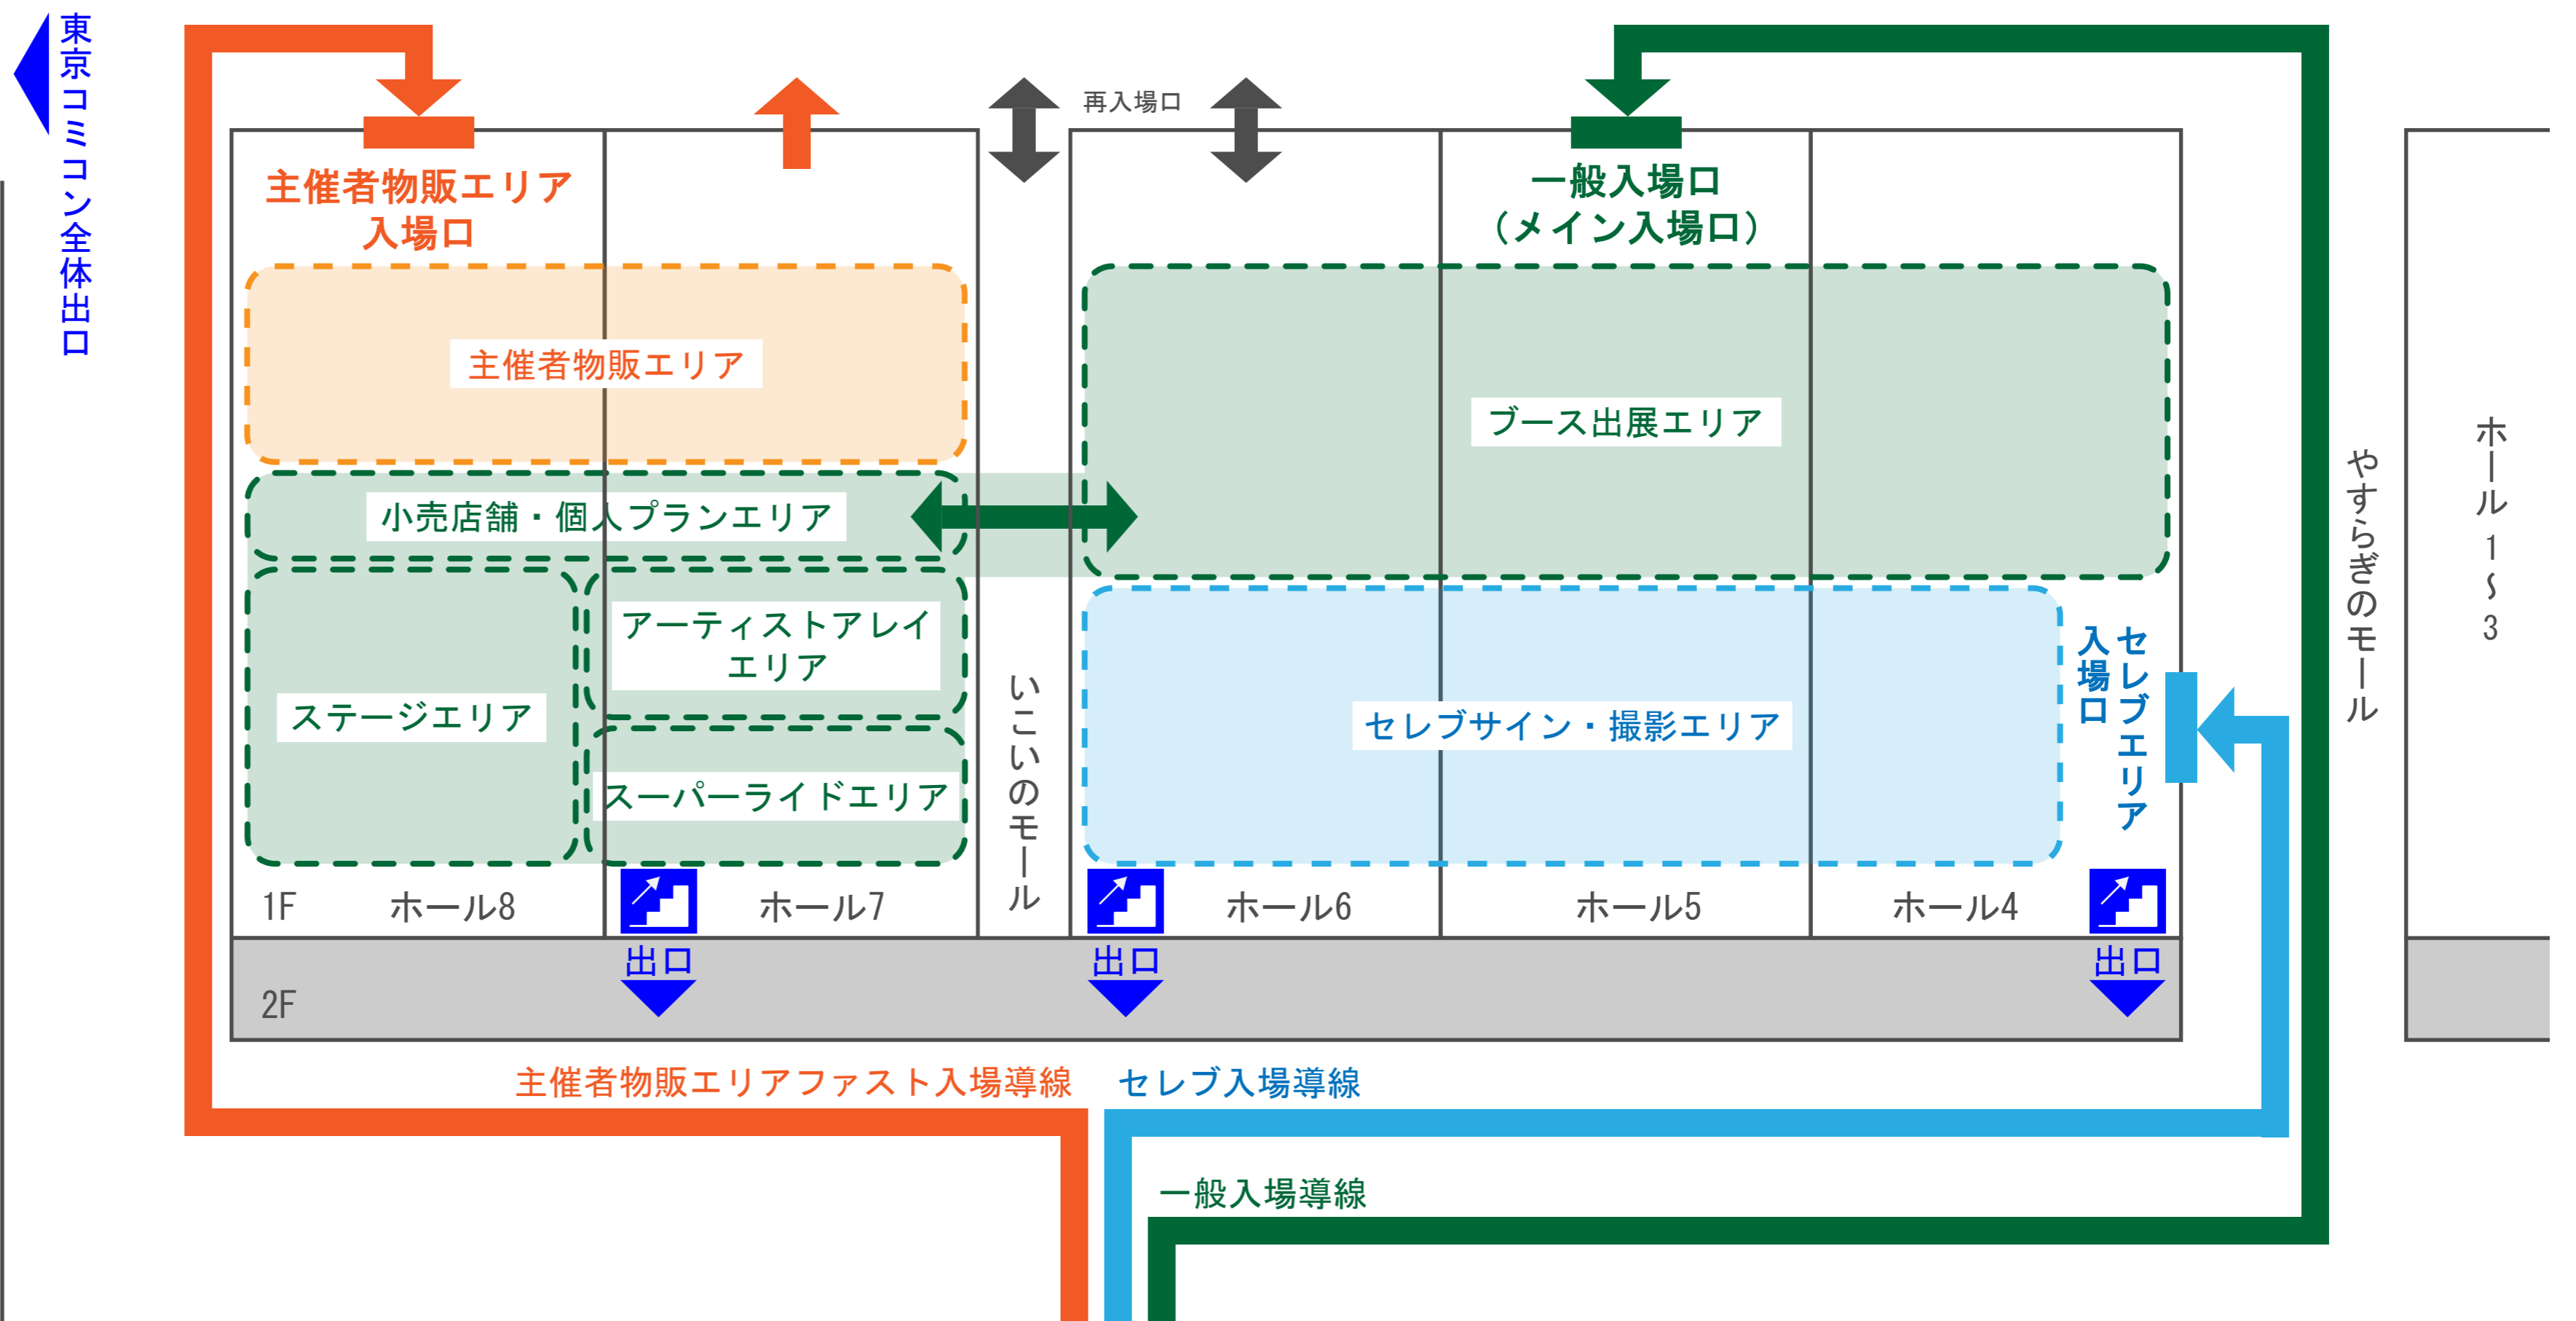 東京コミコン全体出口
再入場口
主催者物販エリア
入場口
一般入場口
（メイン入場口）
主催者物販エリア
ブース出展エリア
小売店舗・個人プランエリア
アーティストアレイ
エリア
ステージエリア
スーパーライドエリア
いこいのモール
セレブサイン・撮影エリア
セレブエリア
入場口
やすらぎのモール
ホール 1～3
1F
ホール8
ホール7
ホール6
ホール5
ホール4
出口
出口
出口
2F
主催者物販エリアファスト入場導線
セレブ入場導線
一般入場導線